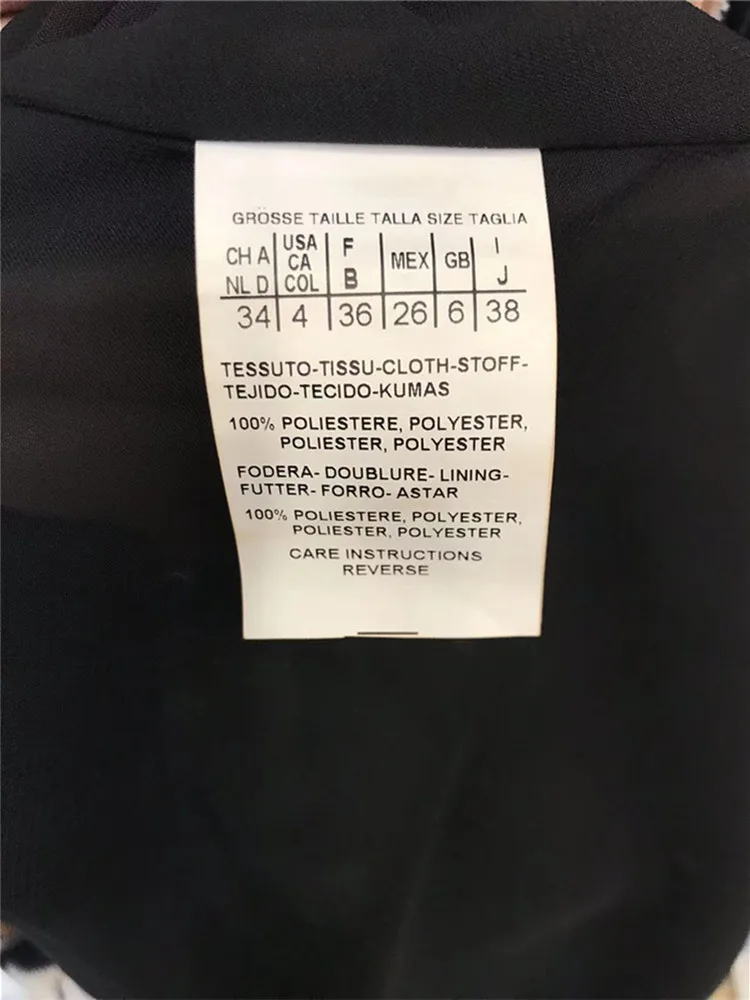 GRÖSSE TAILLE TALLA SIZE TAGLIA
CH A USA F MEX GB I
NL D CA B J
COL
34 4 36 26 6 38
TESSUTO-TISSU-CLOTH-STOFF-
TEJIDO-TECIDO-KUMAS
100% POLIESTERE, POLYESTER,
POLIESTER, POLYESTER
FODERA- DOUBLURE- LINING-
FUTTER- FORRO- ASTAR
100% POLIESTERE, POLYESTER,
POLIESTER, POLYESTER
CARE INSTRUCTIONS
REVERSE